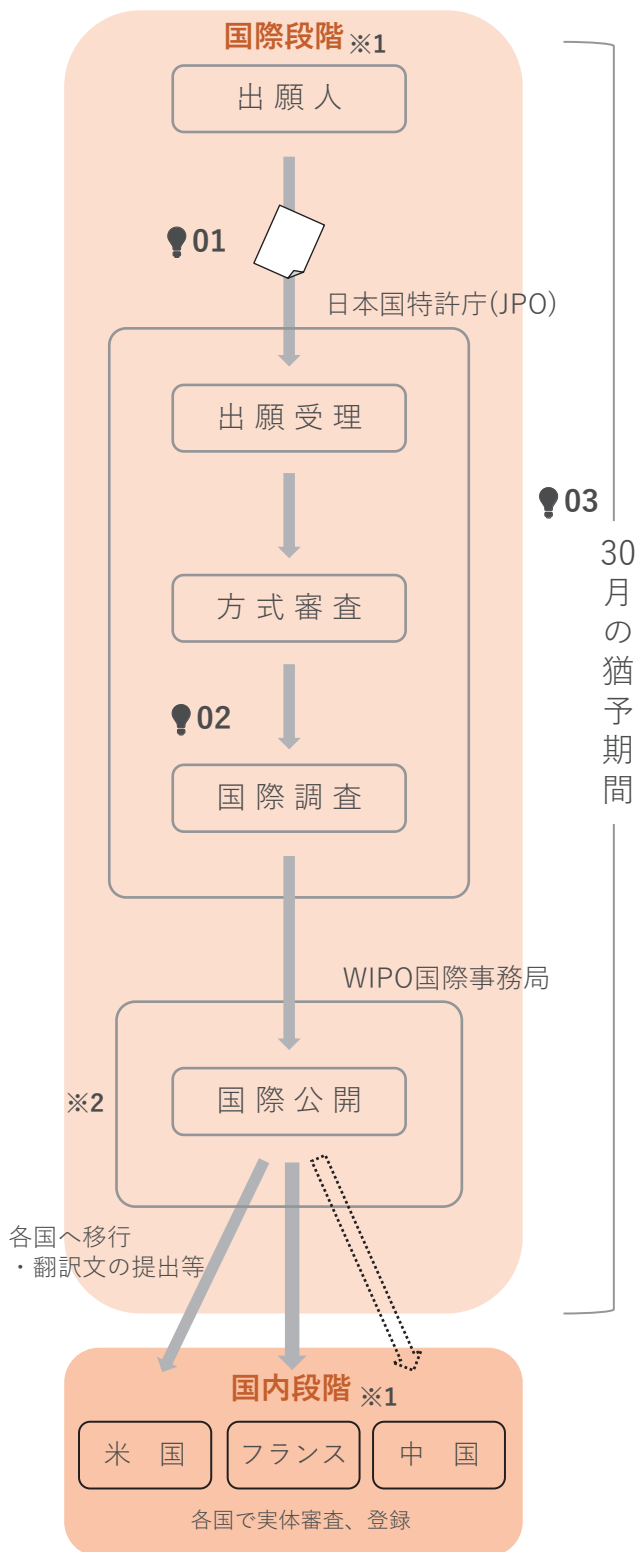 国際段階 ※1
出願人
01
日本国特許庁(JPO)
出願受理
03
30月の猶予期間
方式審査
02
国際調査
WIPO国際事務局
※2
国際公開
各国へ移行
・翻訳文の提出等
国内段階 ※1
米 国
フランス
中 国
各国で実体審査、登録